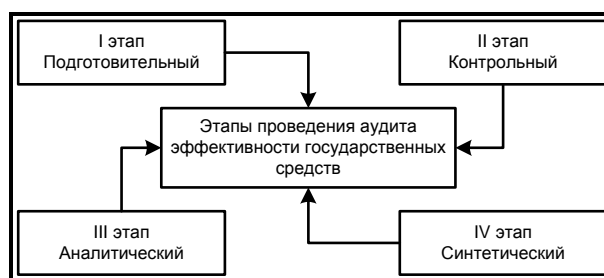 I этап
Подготовительный
II этап
Контрольный
Этапы проведения аудита
эффективности государственных
средств
III этап
Аналитический
IV этап
Синтетический